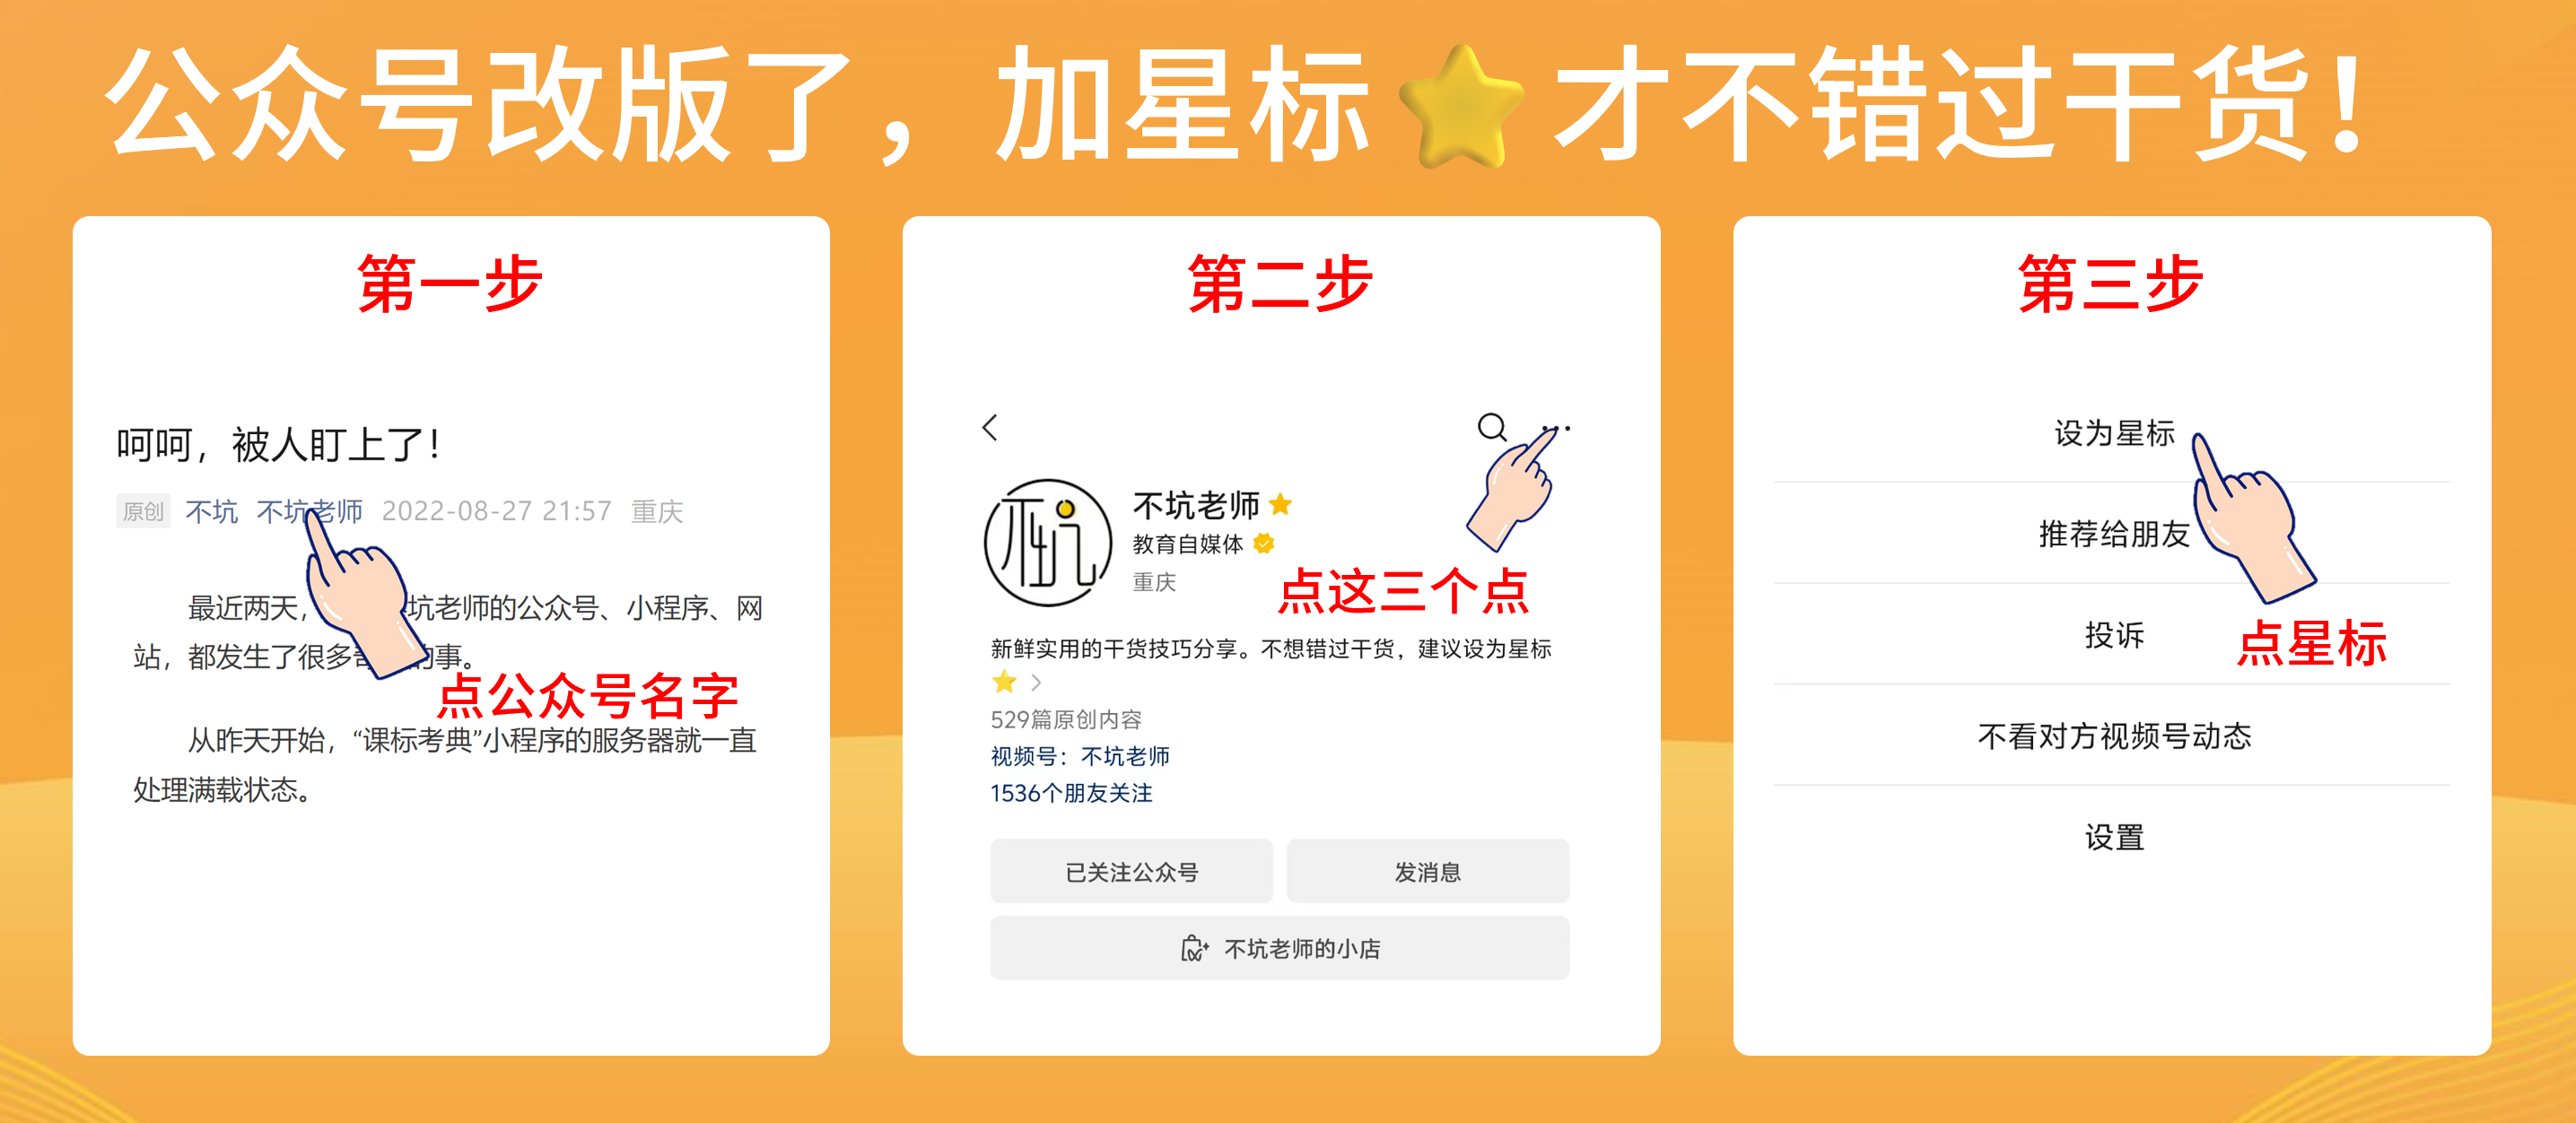 公众号改版了，加星标⭐才不错过干货！
第一步
呵呵，被人盯上了！
原创 不坑 不坑老师 2022-08-27 21:57 重庆
最近两天，坑老师的公众号、小程序、网
站，都发生了很多的事。
点公众号名字
从昨天开始，“课标考典”小程序的服务器就一直
处理满载状态。
第二步
不坑老师
教育自媒体
重庆
点这三个点
新鲜实用的干货技巧分享。不想错过干货，建议设为星标
⭐ >
529篇原创内容
视频号：不坑老师
1536个朋友关注
已关注公众号
发消息
不坑老师的小店
第三步
设为星标
推荐给朋友
投诉
点星标
不看对方视频号动态
设置